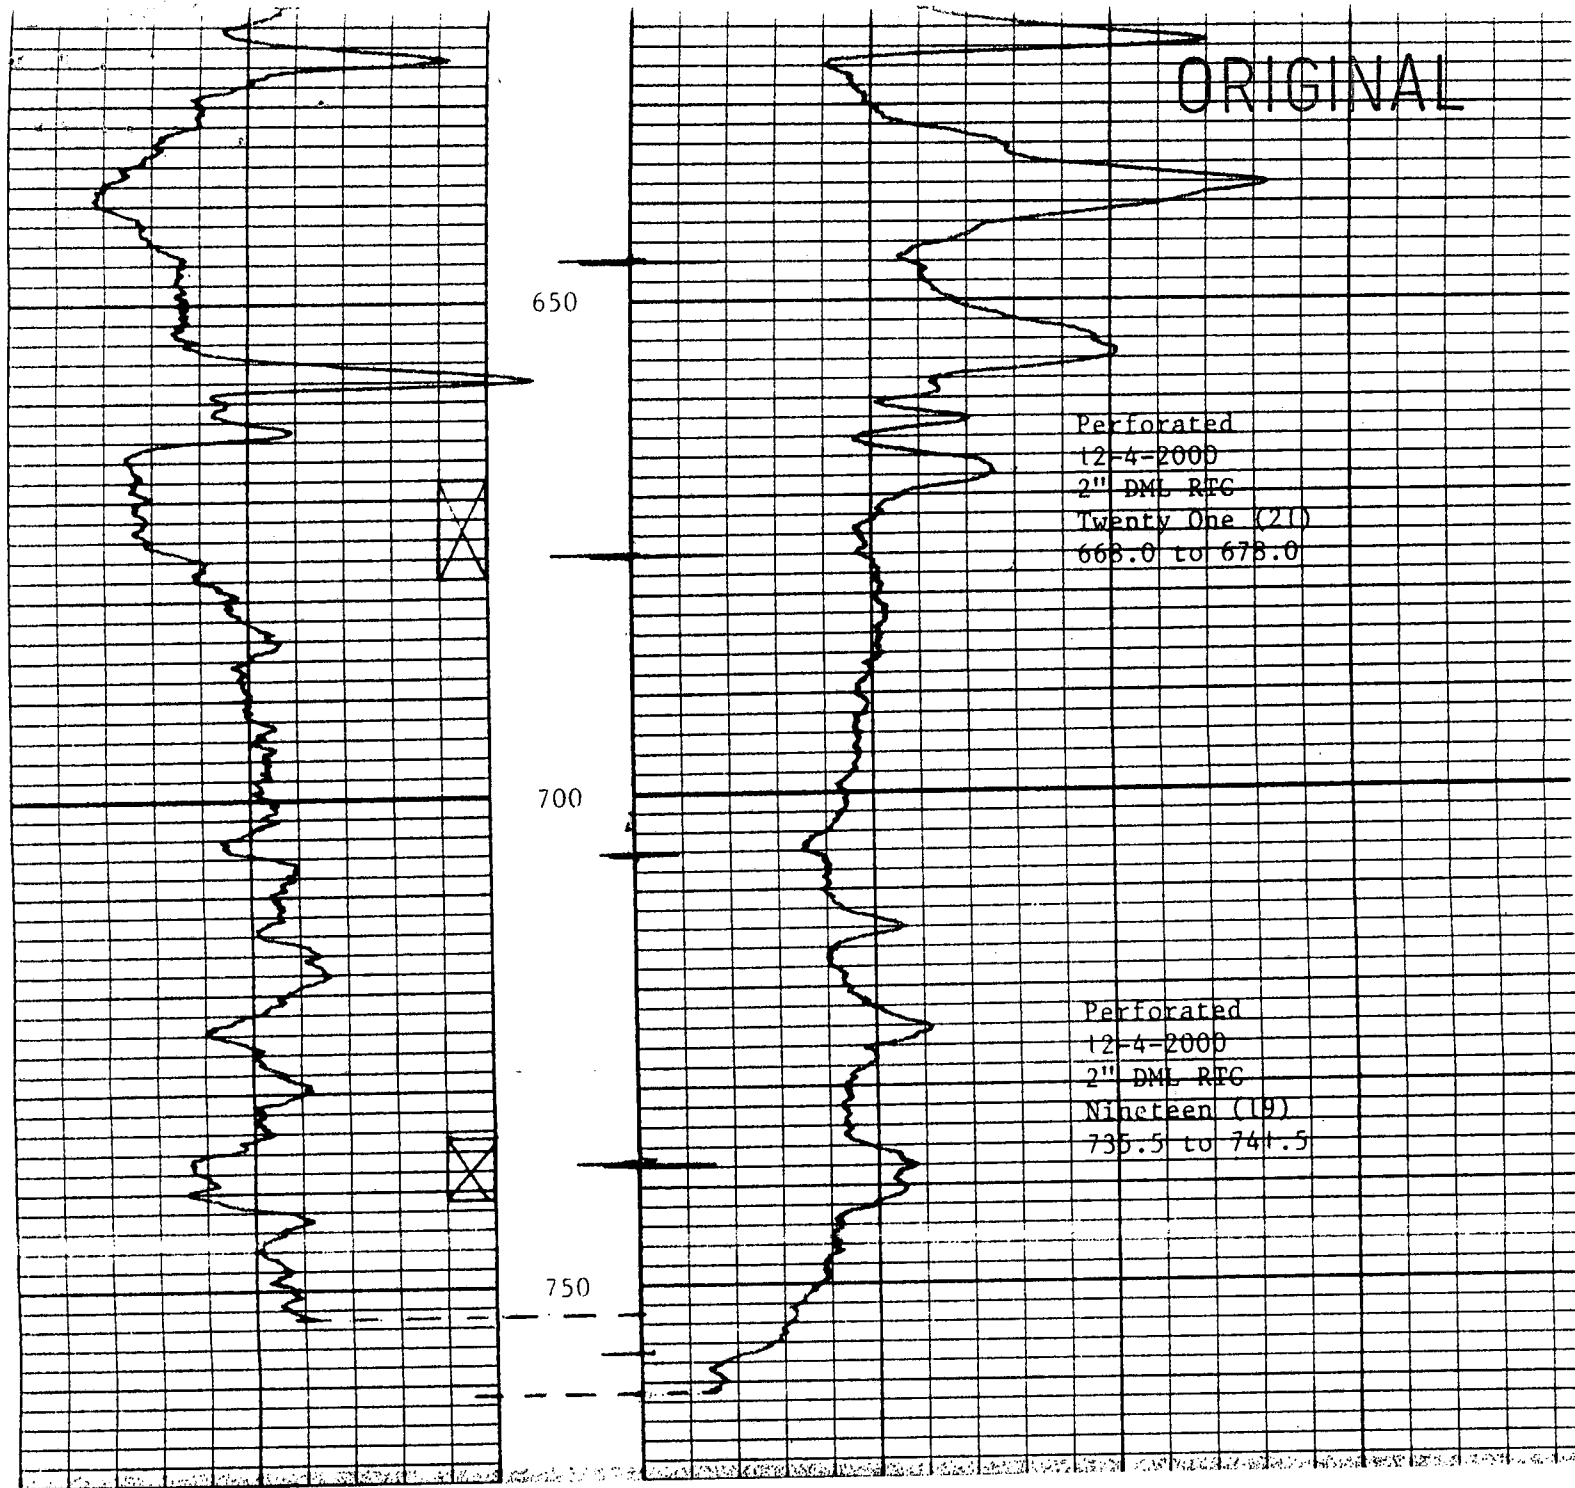 ORIGINAL
650
Perforated
12-4-2000
2" DML RTG
Twenty One (21)
668.0 to 678.0
700
Perforated
12-4-2000
2" DML RTG
Nineteen (19)
735.5 to 741.5
750